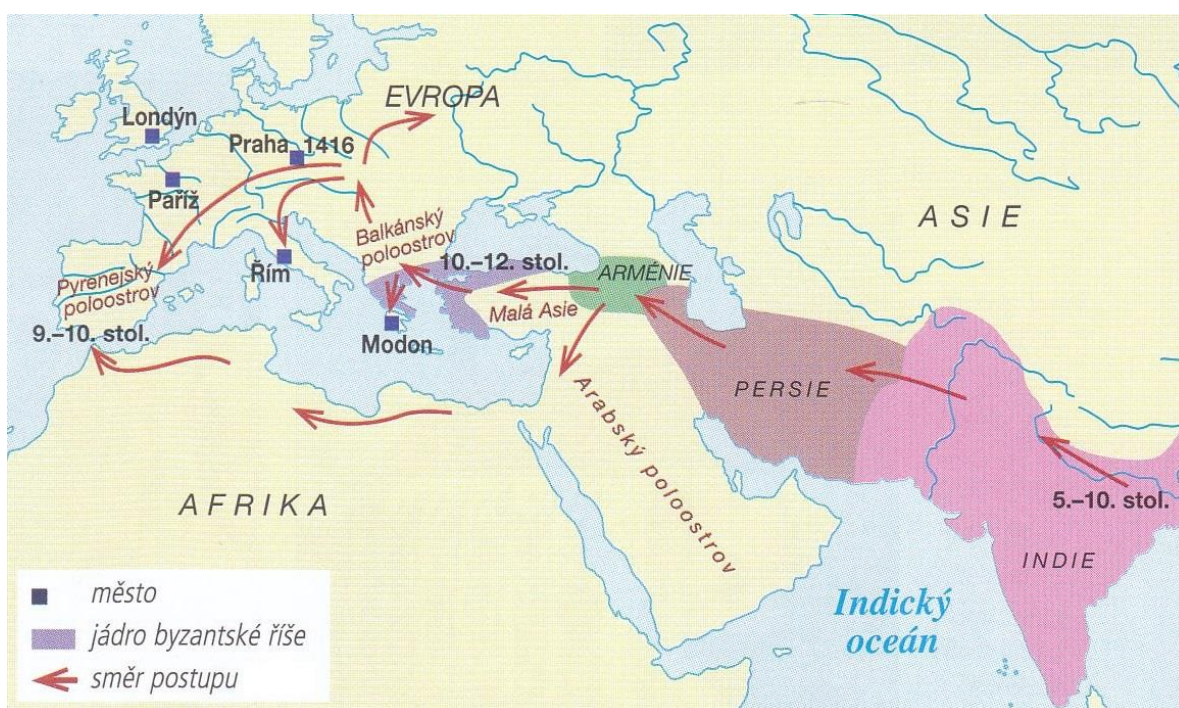 EVROPA
Londýn
Praha 1416
Paříž
ASIE
Balkánský
poloostrov
Řím
Pyrenejský
poloostrov
10.–12. stol.
ARMÉNIE
Malá Asie
9.–10. stol.
Modon
PERSIE
Arabský poloostrov
AFRIKA
5.–10. stol.
INDIE
Indický
oceán
město
jádro byzantské říše
směr postupu